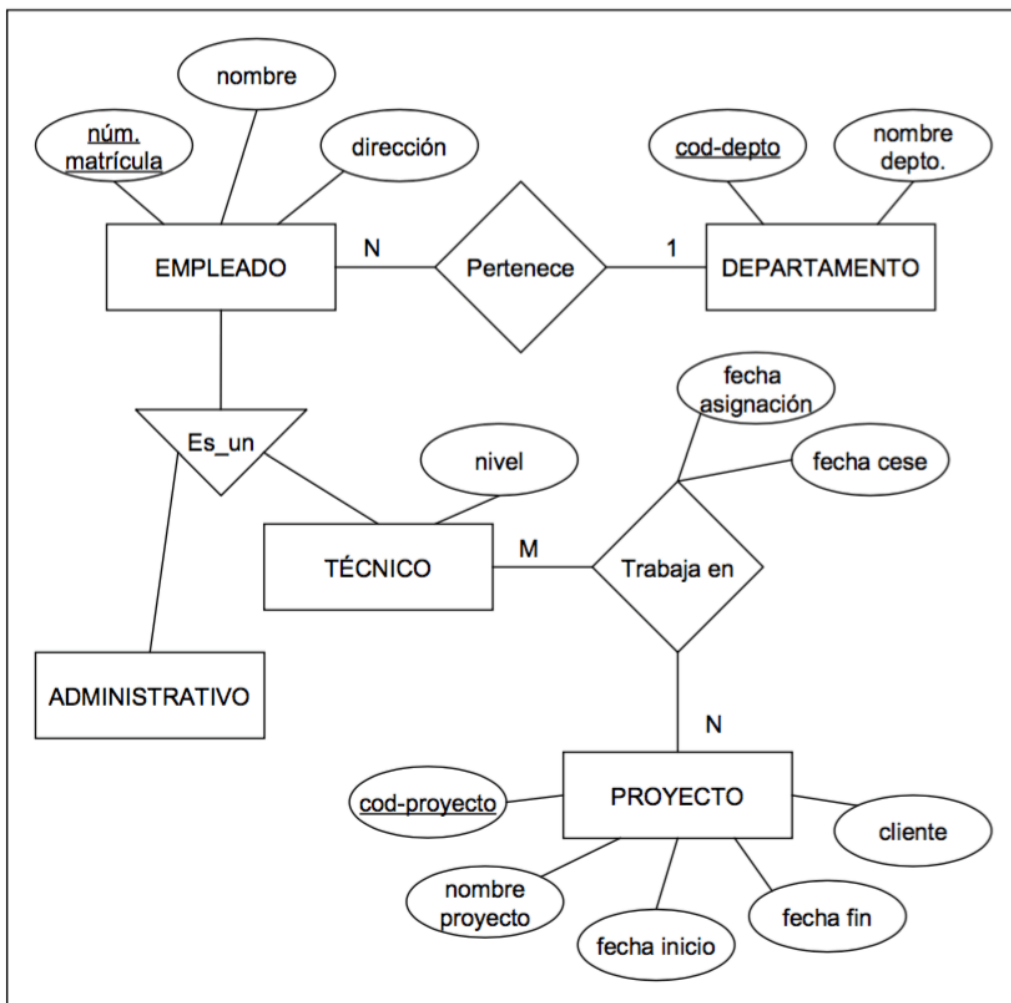 nombre
núm.
matrícula
dirección
cod-depto
nombre
depto.
EMPLEADO
N
Pertenece
1
DEPARTAMENTO
fecha
asignación
Es_un
nivel
fecha cese
TÉCNICO
M
Trabaja en
ADMINISTRATIVO
N
cod-proyecto
PROYECTO
cliente
nombre
proyecto
fecha inicio
fecha fin